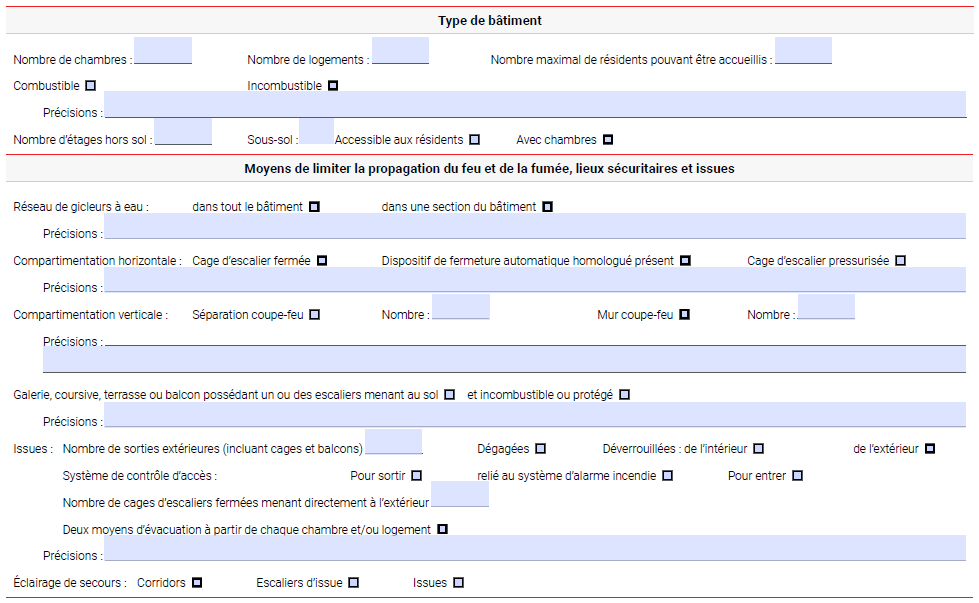 Type de bâtiment
Nombre de chambres : Nombre de logements : Nombre maximal de résidents pouvant être accueillis :
Combustible Incombustible
Précisions :
Nombre d'étages hors sol : Sous-sol : Accessible aux résidents Avec chambres
Moyens de limiter la propagation du feu et de la fumée, lieux sécuritaires et issues
Réseau de gicleurs à eau : dans tout le bâtiment dans une section du bâtiment
Précisions :
Compartimentation horizontale : Cage d'escalier fermée Dispositif de fermeture automatique homologué présent Cage d'escalier pressurisée
Précisions :
Compartimentation verticale : Séparation coupe-feu Nombre : Mur coupe-feu Nombre :
Précisions :
Galerie, coursive, terrasse ou balcon possédant un ou des escaliers menant au sol et incombustible ou protégé
Précisions :
Issues : Nombre de sorties extérieures (incluant cages et balcons) Dégagées Déverrouillées : de l'intérieur de l'extérieur
Système de contrôle d'accès : Pour sortir relié au système d'alarme incendie Pour entrer
Nombre de cages d'escaliers fermées menant directement à l'extérieur
Deux moyens d'évacuation à partir de chaque chambre et/ou logement
Précisions :
Éclairage de secours : Corridors Escaliers d'issue Issues